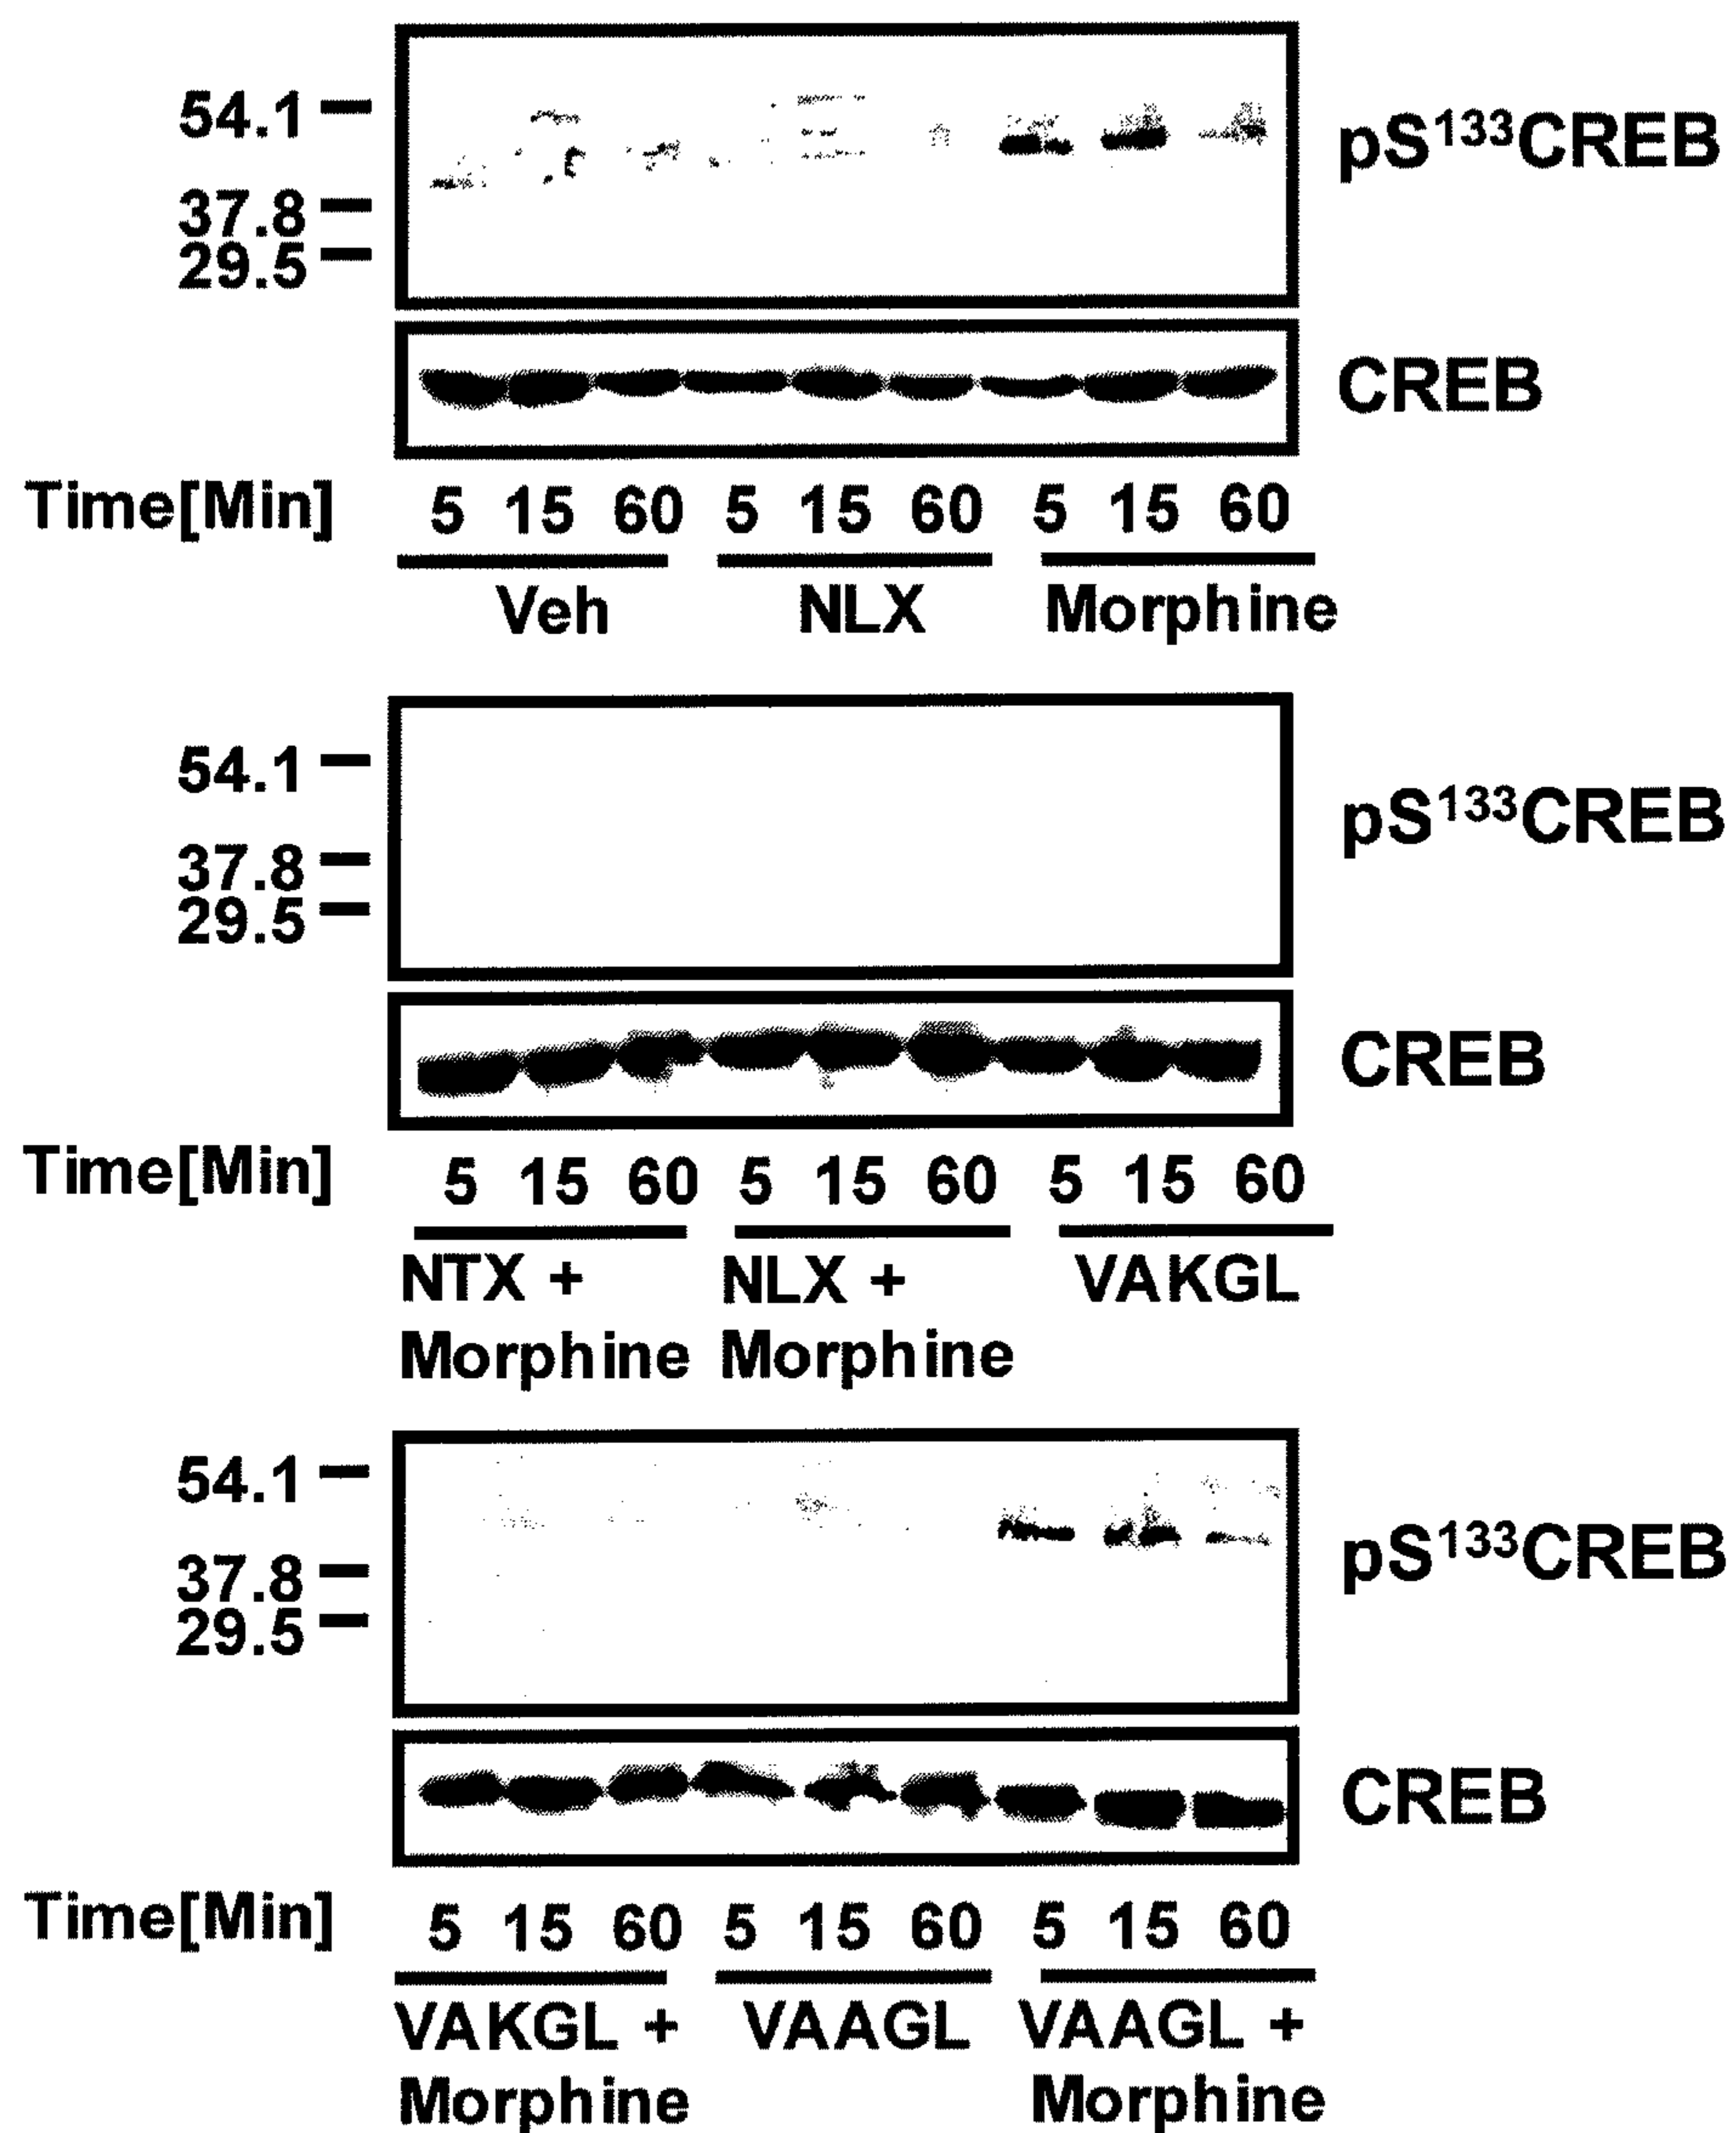 54.1
pS¹³³CREB
37.8
29.5
CREB
Time[Min] 5 15 60 5 15 60 5 15 60
Veh NLX Morphine
54.1
pS¹³³CREB
37.8
29.5
CREB
Time[Min] 5 15 60 5 15 60 5 15 60
NTX + NLX + VAKGL
Morphine Morphine
54.1
pS¹³³CREB
37.8
29.5
CREB
Time[Min] 5 15 60 5 15 60 5 15 60
VAKGL + VAAGL VAAGL +
Morphine Morphine